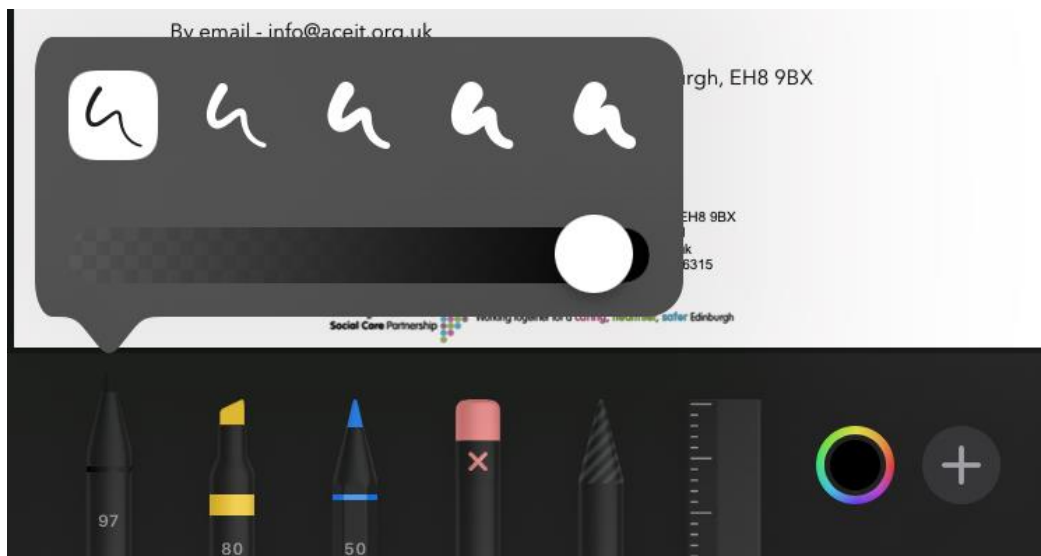 By email - info@aceit.org.uk
rgh, EH8 9BX
EH8 9BX
k
6315
Social Care Partnership
Working together for a caring, healthier, safer Edinburgh
97
80
50